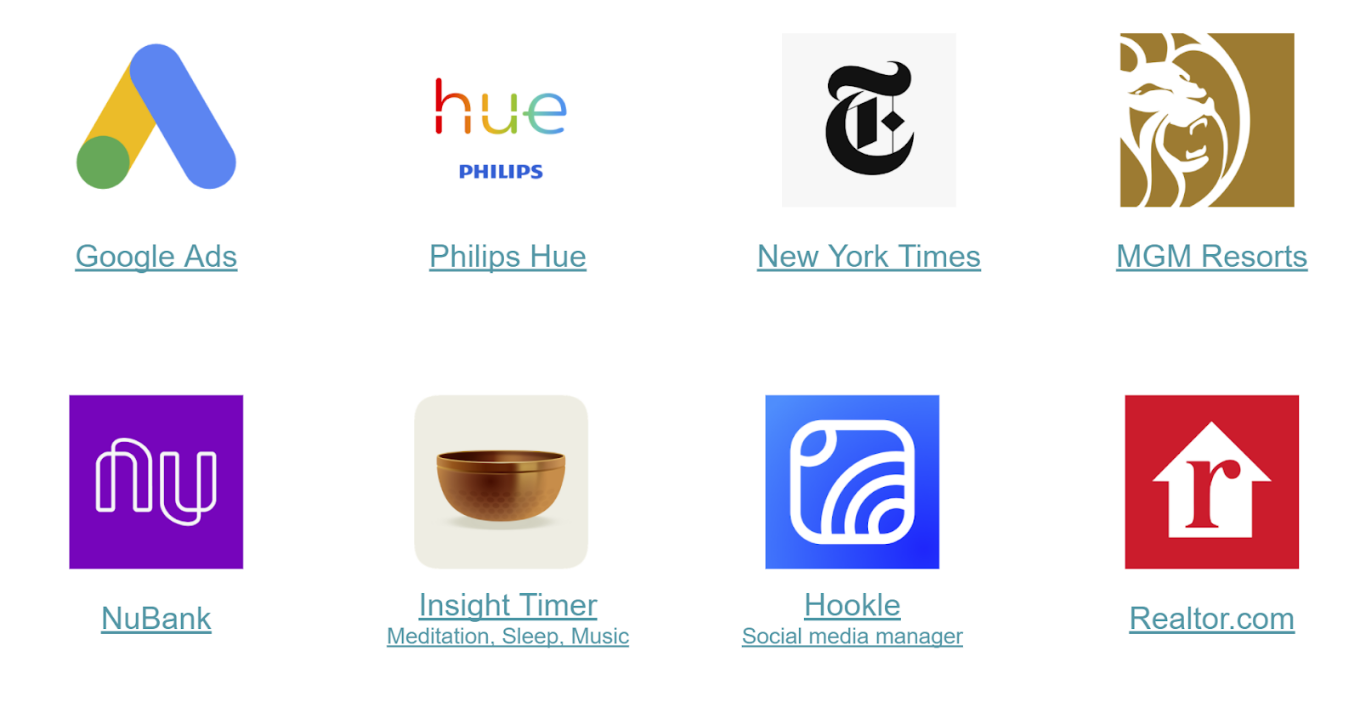 hue
PHILIPS
T
Google Ads
Philips Hue
New York Times
MGM Resorts
nu
r
NuBank
Insight Timer
Meditation, Sleep, Music
Hookle
Social media manager
Realtor.com